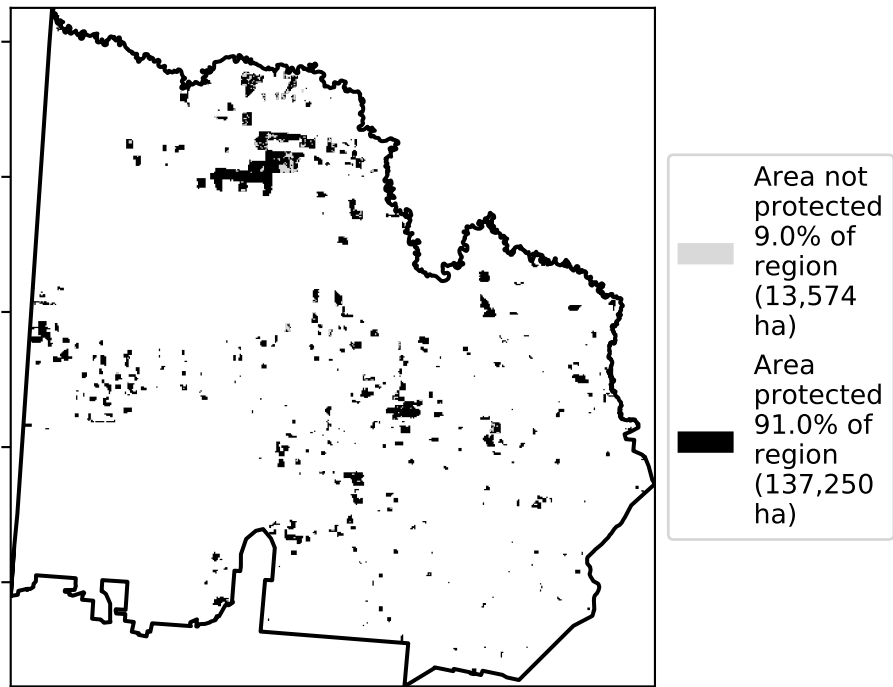 Area not
protected
9.0% of
region
(13,574
ha)
Area
protected
91.0% of
region
(137,250
ha)